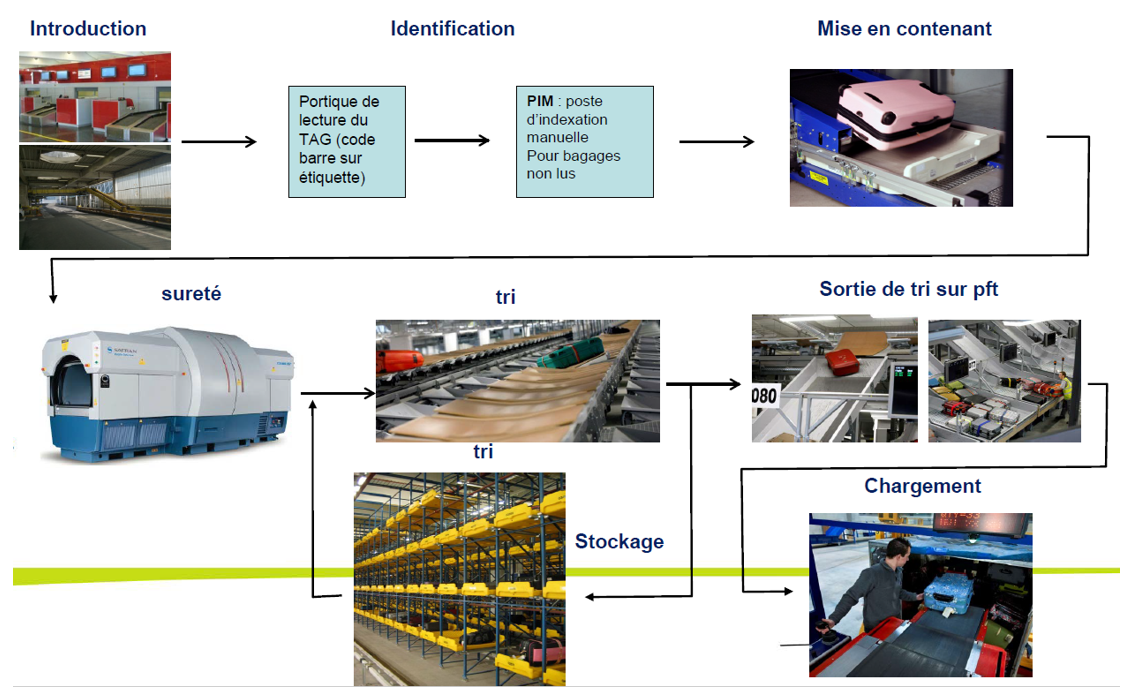 Introduction
Identification
Mise en contenant
Portique de
lecture du
TAG (code
barre sur
étiquette)
PIM : poste
d'indexation
manuelle
Pour bagages
non lus
sureté
tri
Sortie de tri sur pft
080
tri
Stockage
Chargement